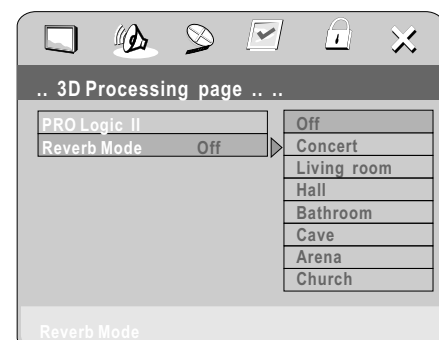 .. 3D Processing page .. ..
PRO Logic II
Reverb Mode Off
Off
Concert
Living room
Hall
Bathroom
Cave
Arena
Church
Reverb Mode